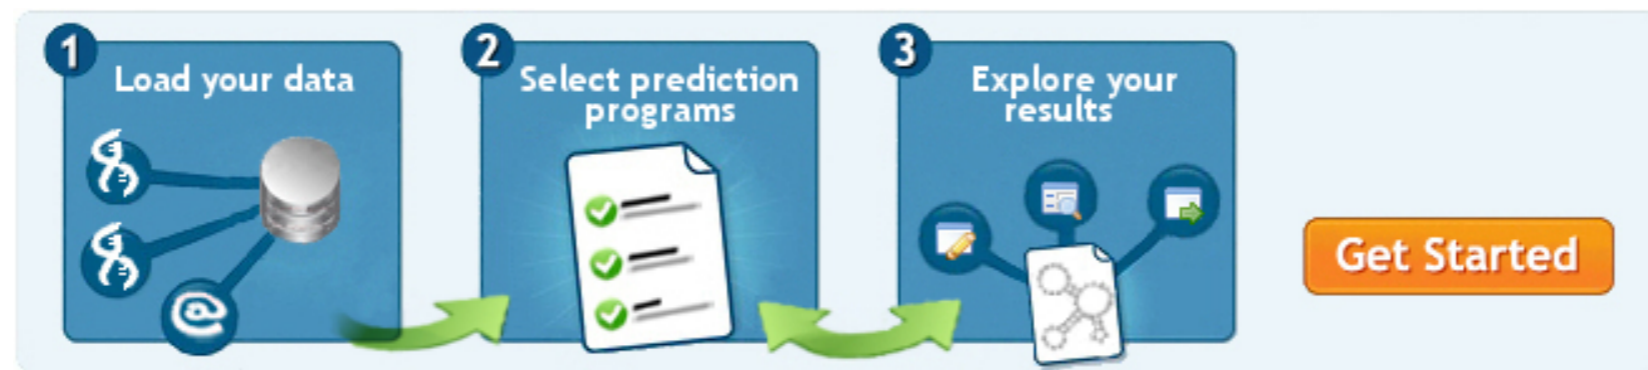 1
Load your data
2
Select prediction
programs
3
Explore your
results
@
Get Started